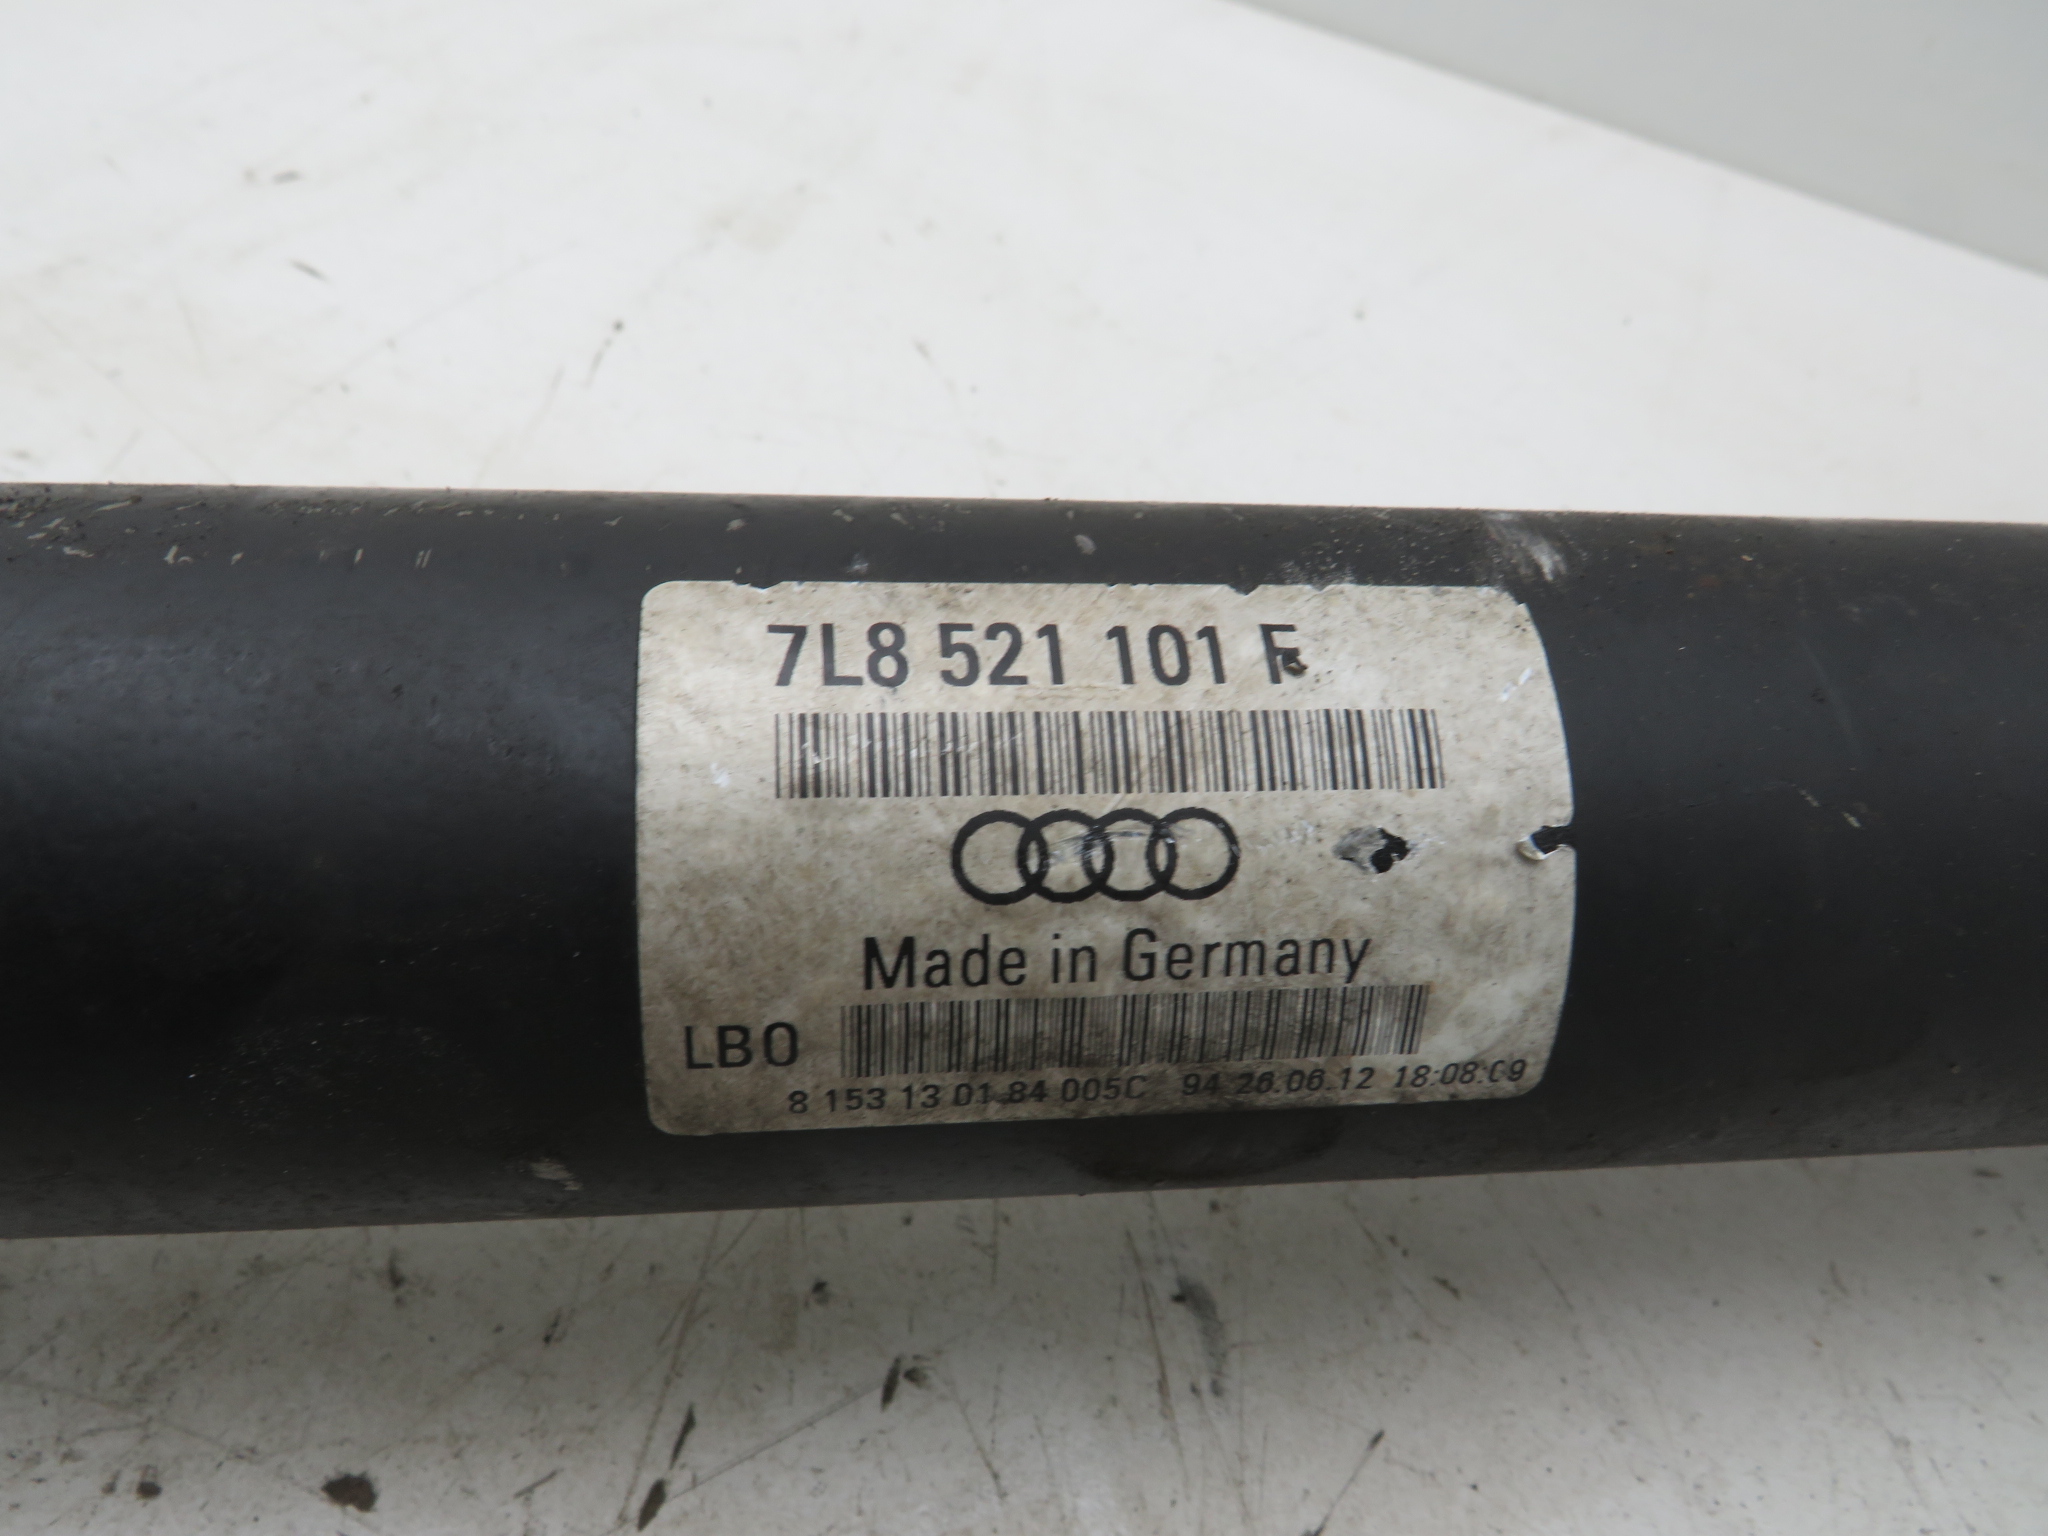 7L8 521 101 F
Made in Germany
LB0
8 153 13 01 84 005C 94 26.06.12 18:08:09